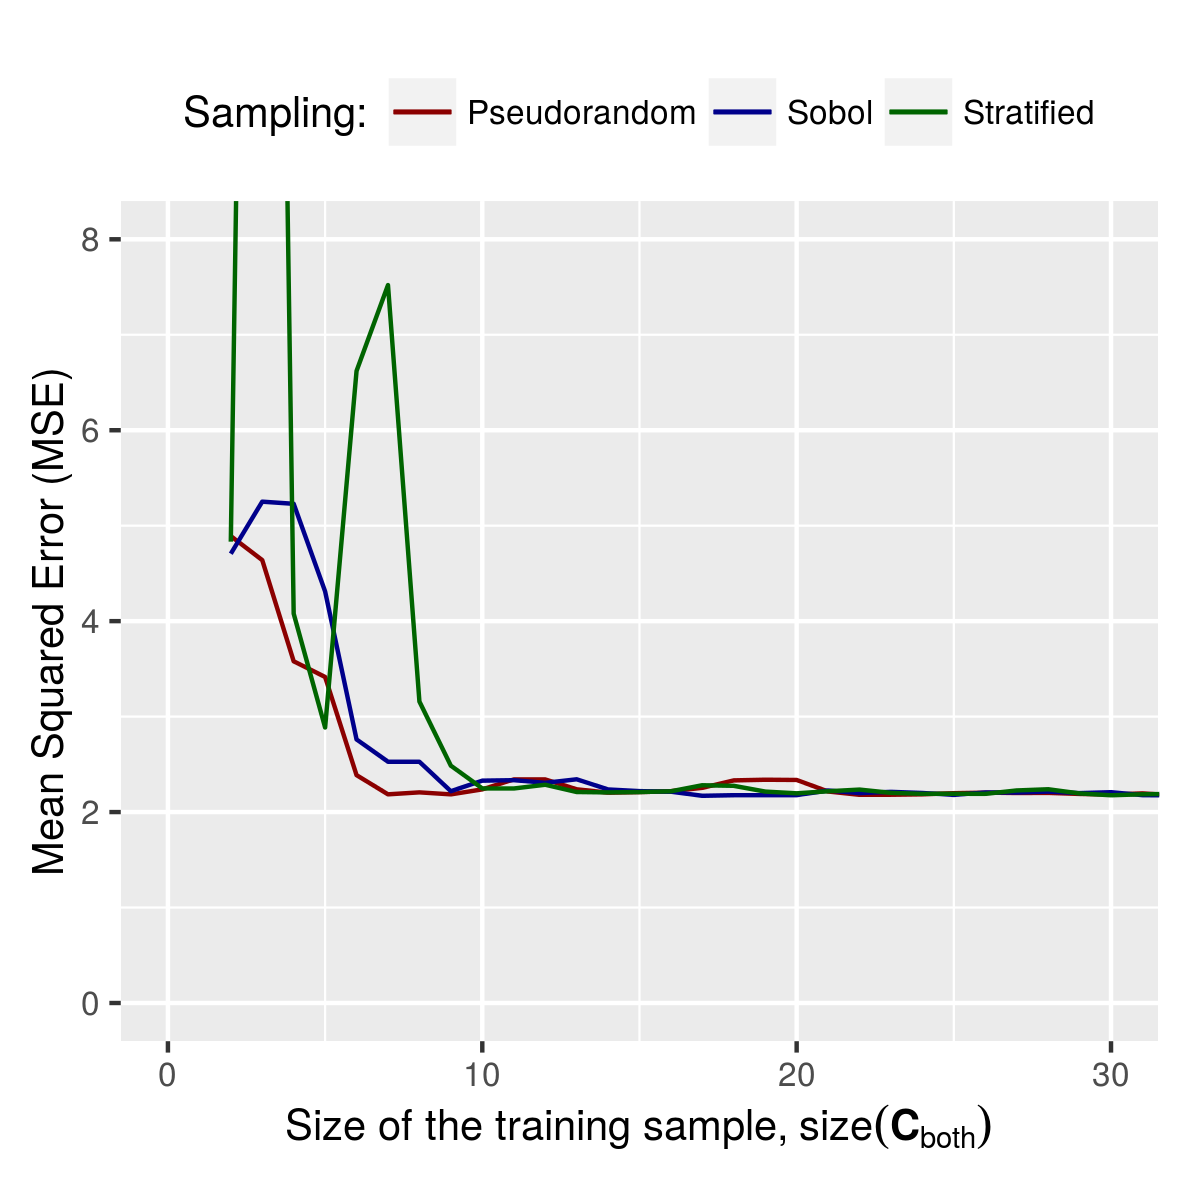 Sampling: Pseudorandom Sobol Stratified
Mean Squared Error (MSE)
8
6
4
2
0
0 10 20 30
Size of the training sample, size(C_both)